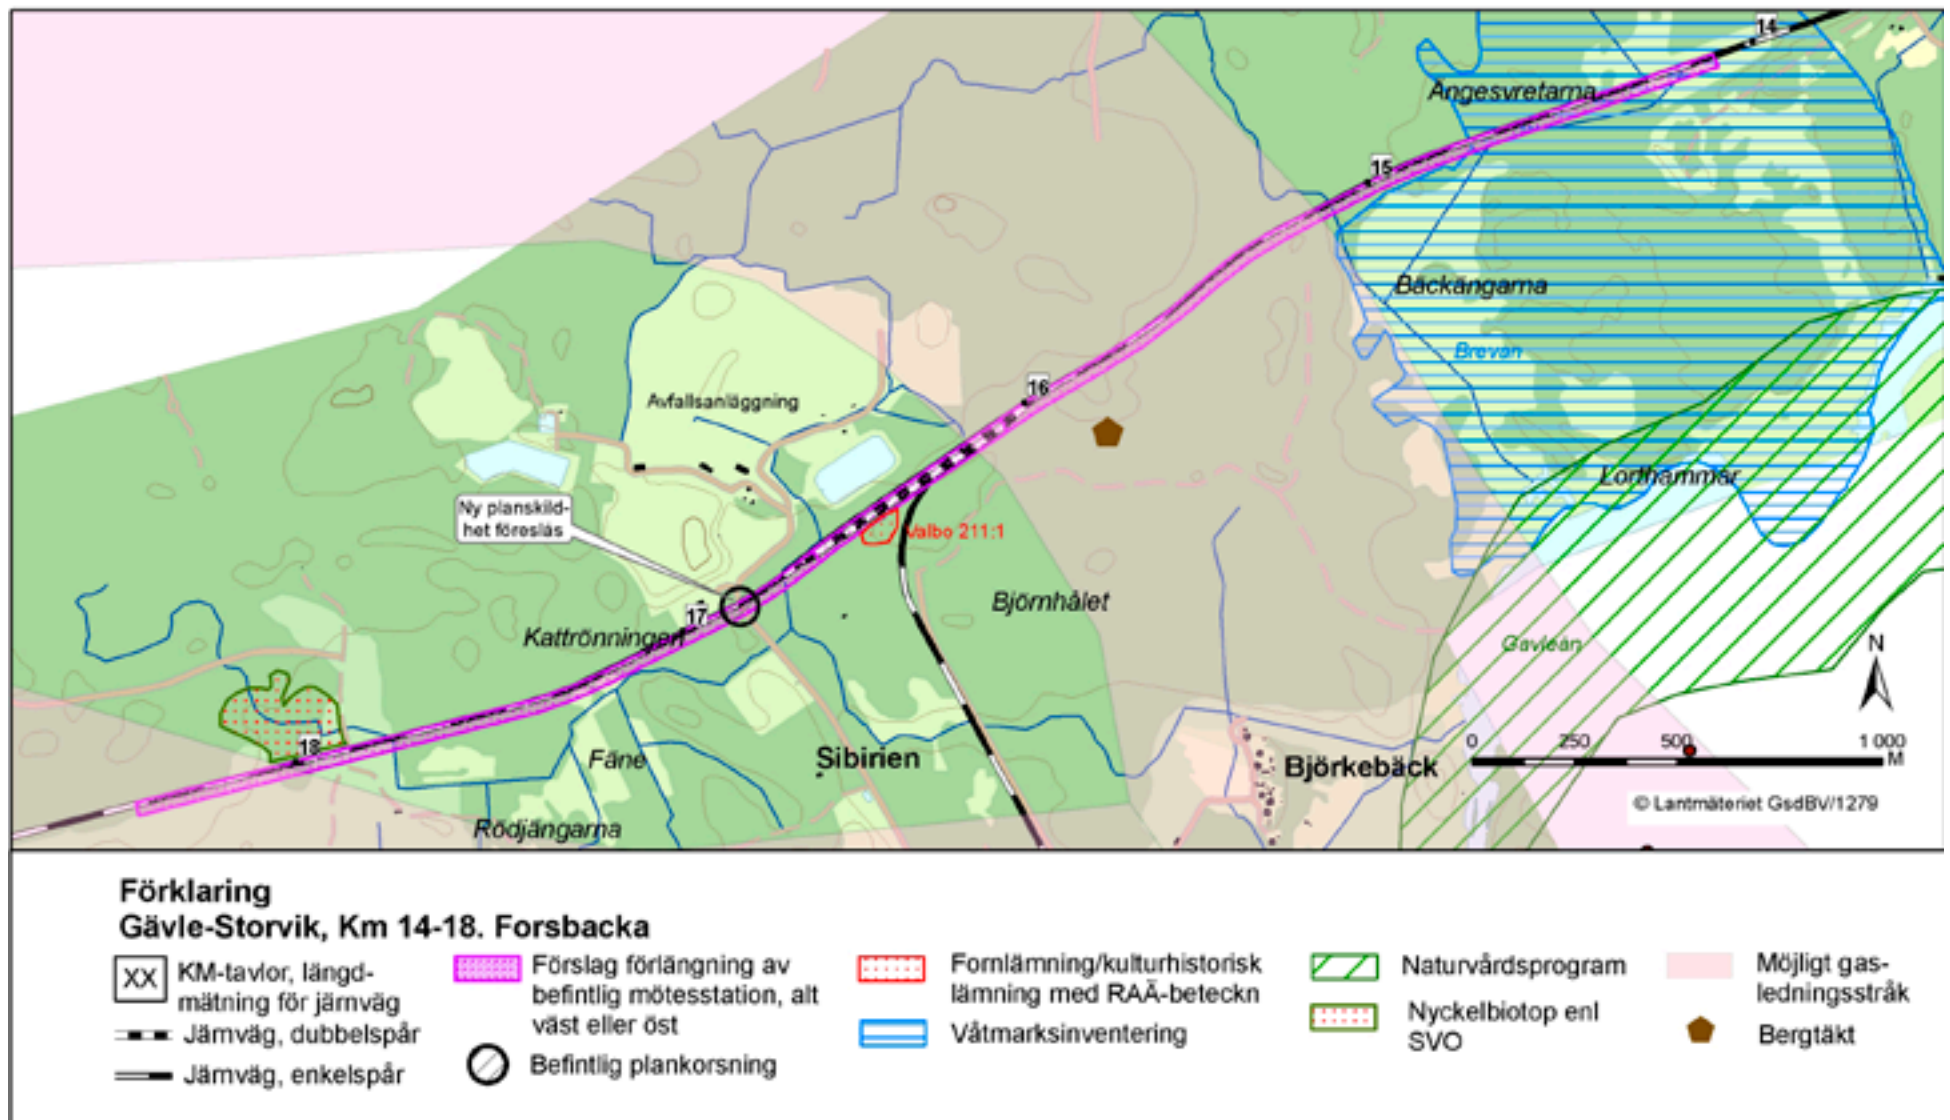 14
Ängesvretarna
15
Bäckängarna
Brevan
16
Avfallsanläggning
Lorthammar
Ny planskild-
het föreslås
Valbo 211:1
Björnhålet
17
Kattrönningen
Gavleån
N
18
Fäne
Sibirien
Björkebäck
0 250 500 1 000
M
© Lantmäteriet GsdBV/1279
Rödjängarna
Förklaring
Gävle-Storvik, Km 14-18. Forsbacka
XX
KM-tavlor, längd-
mätning för järnväg
Järnväg, dubbelspår
Järnväg, enkelspår
Förslag förlängning av
befintlig mötesstation, alt
väst eller öst
Befintlig plankorsning
Fornlämning/kulturhistorisk
lämning med RAÄ-beteckn
Våtmarksinventering
Naturvårdsprogram
Nyckelbiotop enl
SVO
Möjligt gas-
ledningsstråk
Bergtäkt